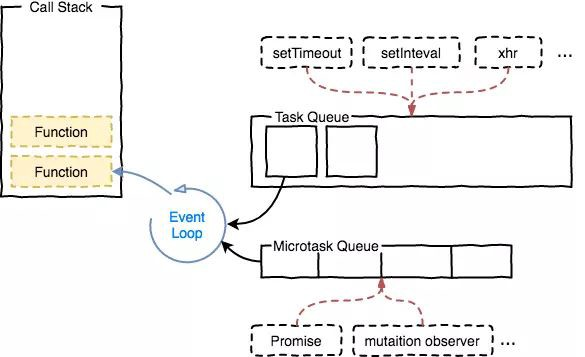 Call Stack
setTimeout
setInteval
xhr
...
Task Queue
Function
Function
Event
Loop
Microtask Queue
Promise
mutaition observer
...